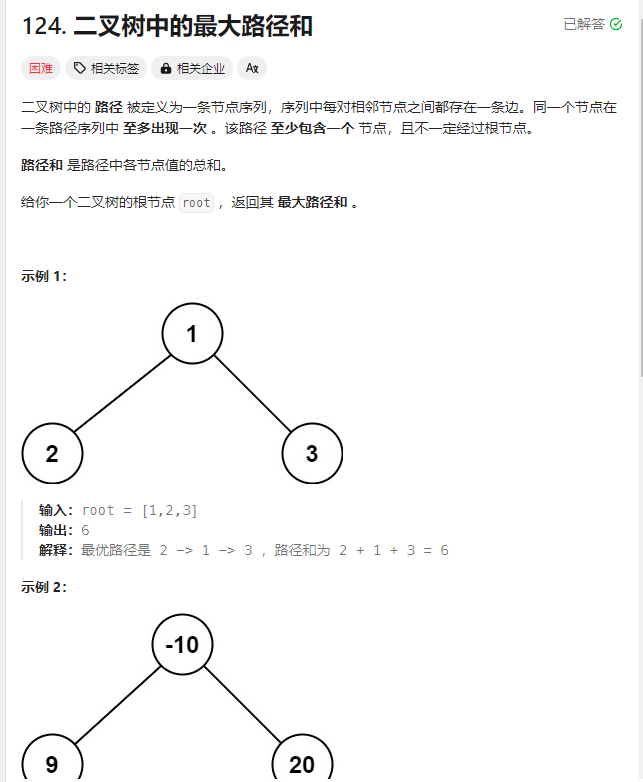 124. 二叉树中的最大路径和
已解答
困难 相关标签 相关企业 Aあ
二叉树中的 路径 被定义为一条节点序列，序列中每对相邻节点之间都存在一条边。同一个节点在
一条路径序列中 至多出现一次 。该路径 至少包含一个 节点，且不一定经过根节点。
路径和 是路径中各节点值的总和。
给你一个二叉树的根节点 root ，返回其 最大路径和 。
示例 1：
1
2 3
输入：root = [1,2,3]
输出：6
解释：最优路径是 2 -> 1 -> 3 ，路径和为 2 + 1 + 3 = 6
示例 2：
-10
9 20